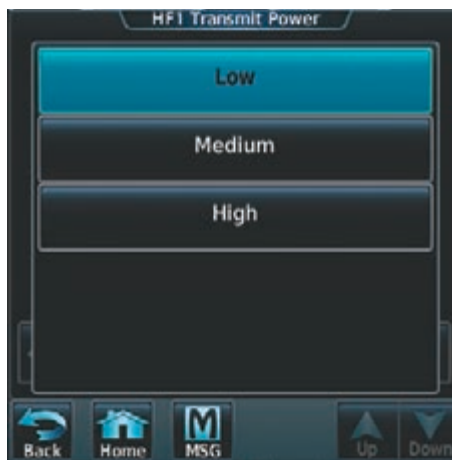 HF1 Transmit Power
Low
Medium
High
Back Home MSG Up Down